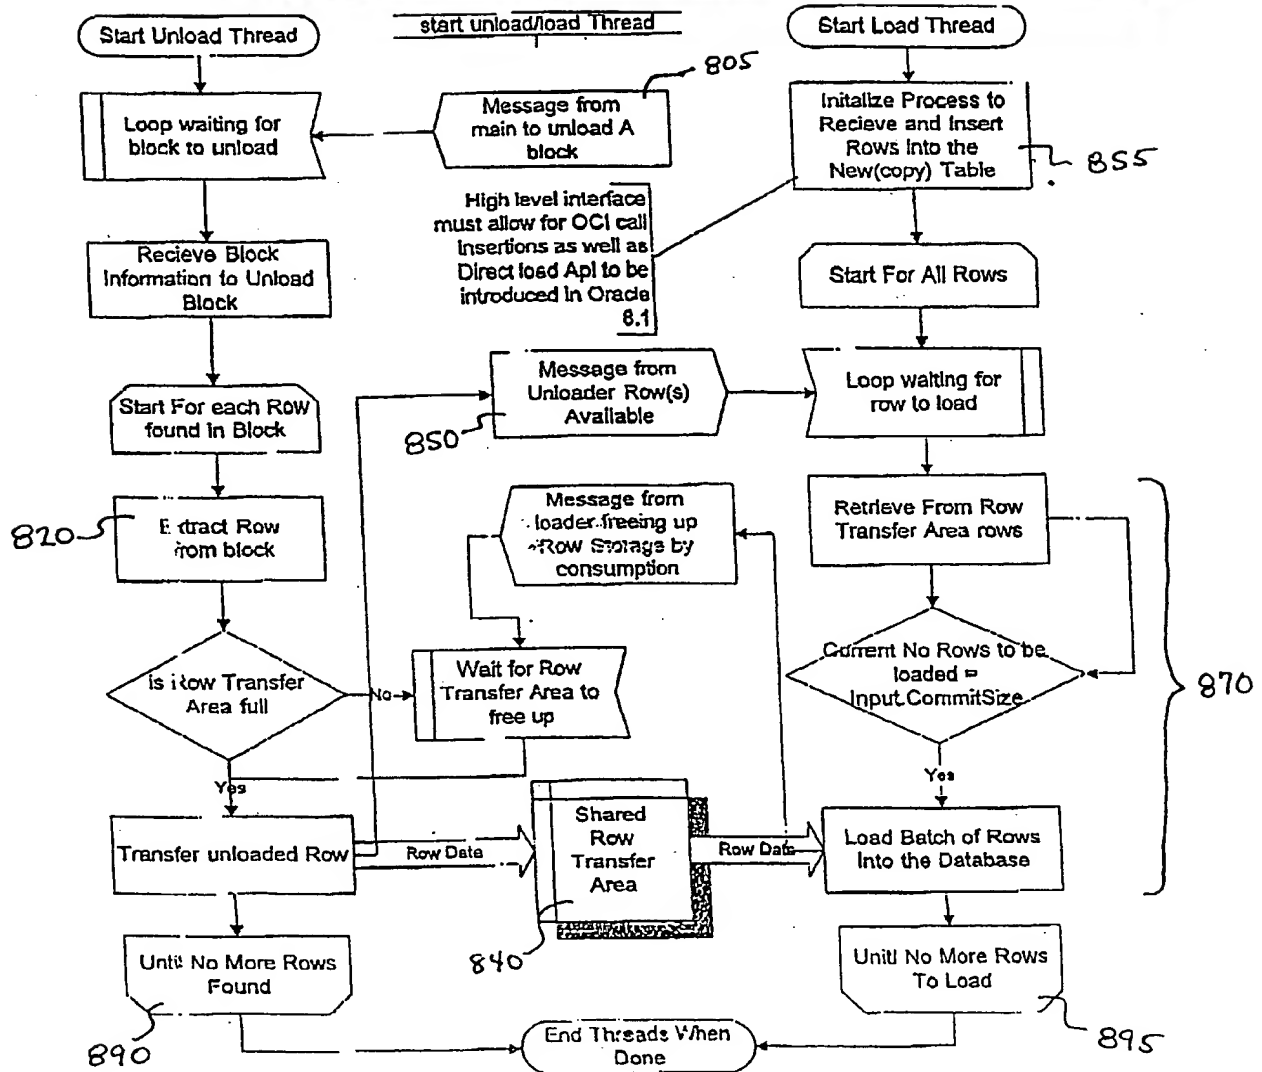 Start Unload Thread
start unload/load Thread
Start Load Thread
805
Loop waiting for
block to unload
Message from
main to unload A
block
Initalize Process to
Recieve and Insert
Rows Into the
New(copy) Table
855
High level interface
must allow for OCI call
Insertions as well as
Direct load Api to be
introduced in Oracle
8.1
Recieve Block
Information to Unload
Block
Start For All Rows
Start For each Row
found in Block
Message from
Unloader Row(s)
Available
850
Loop waiting for
row to load
820
Extract Row
from block
Message from
loader freeing up
Row Storage by
consumption
Retrieve From Row
Transfer Area rows
Is Row Transfer
Area full
No
Wait for Row
Transfer Area to
free up
Current No Rows to be
loaded =
Input.CommitSize
870
Yes
Yes
Transfer unloaded Row
Row Data
Shared
Row
Transfer
Area
Row Data
Load Batch of Rows
Into the Database
840
Until No More Rows
Found
Until No More Rows
To Load
890
End Threads When
Done
895